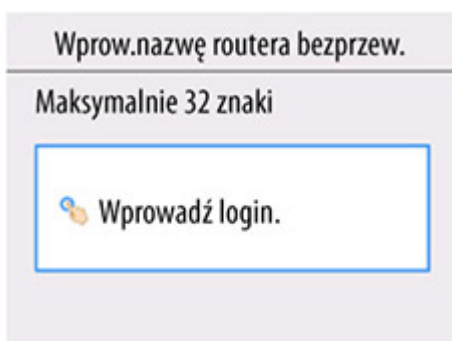 Wprow.nazwę routera bezprzew.
Maksymalnie 32 znaki
Wprowadź login.